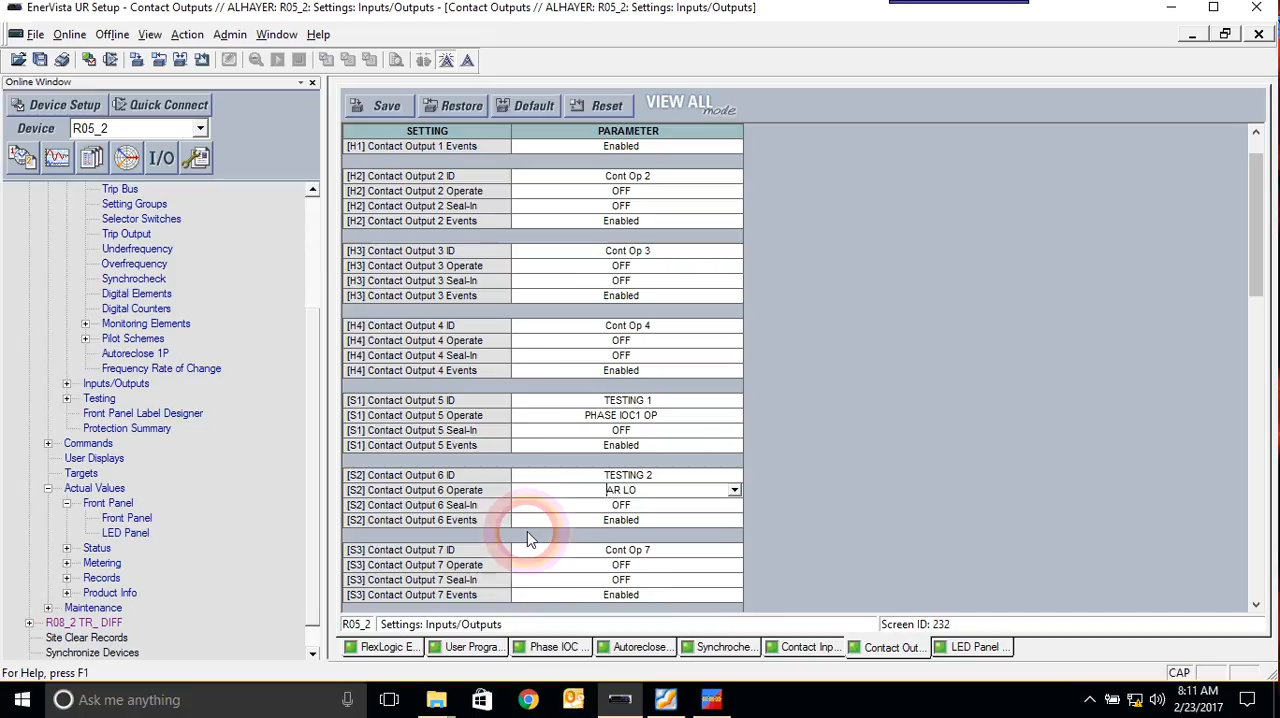 EnerVista UR Setup - Contact Outputs // ALHAYER: R05_2: Settings: Inputs/Outputs - [Contact Outputs // ALHAYER: R05_2: Settings: Inputs/Outputs]
File Online Offline View Action Admin Window Help
Online Window
Device Setup Quick Connect
Device R05_2
I/O
Trip Bus
Setting Groups
Selector Switches
Trip Output
Underfrequency
Overfrequency
Synchrocheck
Digital Elements
Digital Counters
Monitoring Elements
Pilot Schemes
Autoreclose 1P
Frequency Rate of Change
Inputs/Outputs
Testing
Front Panel Label Designer
Protection Summary
Commands
User Displays
Targets
Actual Values
Front Panel
Front Panel
LED Panel
Status
Metering
Records
Product Info
Maintenance
R08_2 TR_ DIFF
Site Clear Records
Synchronize Devices
Save Restore Default Reset VIEW ALL mode
SETTING PARAMETER
[H1] Contact Output 1 Events Enabled
[H2] Contact Output 2 ID Cont Op 2
[H2] Contact Output 2 Operate OFF
[H2] Contact Output 2 Seal-In OFF
[H2] Contact Output 2 Events Enabled
[H3] Contact Output 3 ID Cont Op 3
[H3] Contact Output 3 Operate OFF
[H3] Contact Output 3 Seal-In OFF
[H3] Contact Output 3 Events Enabled
[H4] Contact Output 4 ID Cont Op 4
[H4] Contact Output 4 Operate OFF
[H4] Contact Output 4 Seal-In OFF
[H4] Contact Output 4 Events Enabled
[S1] Contact Output 5 ID TESTING 1
[S1] Contact Output 5 Operate PHASE IOC1 OP
[S1] Contact Output 5 Seal-In OFF
[S1] Contact Output 5 Events Enabled
[S2] Contact Output 6 ID TESTING 2
[S2] Contact Output 6 Operate AR LO
[S2] Contact Output 6 Seal-In OFF
[S2] Contact Output 6 Events Enabled
[S3] Contact Output 7 ID Cont Op 7
[S3] Contact Output 7 Operate OFF
[S3] Contact Output 7 Seal-In OFF
[S3] Contact Output 7 Events Enabled
R05_2 Settings: Inputs/Outputs Screen ID: 232
FlexLogic E... User Progra... Phase IOC ... Autoreclose... Synchroche... Contact Inp... Contact Out... LED Panel ...
For Help, press F1 CAP
Ask me anything 8:11 AM
2/23/2017